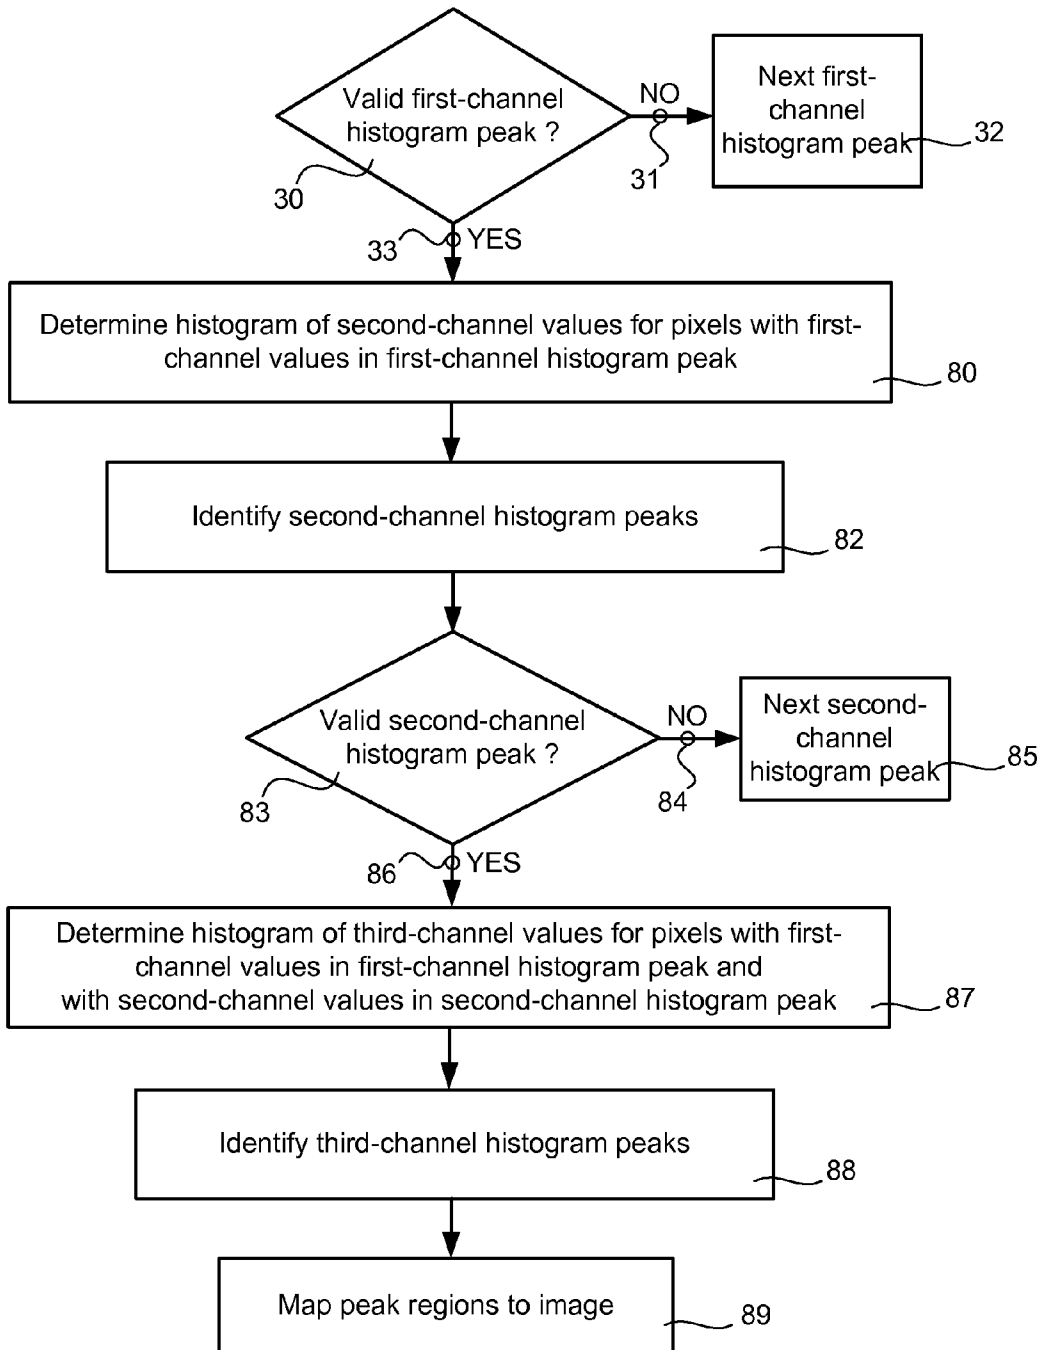 Valid first-channel
histogram peak ?
NO
Next first-
channel
histogram peak
32
31
30
33
YES
Determine histogram of second-channel values for pixels with first-
channel values in first-channel histogram peak
80
Identify second-channel histogram peaks
82
Valid second-channel
histogram peak ?
NO
Next second-
channel
histogram peak
85
84
83
86
YES
Determine histogram of third-channel values for pixels with first-
channel values in first-channel histogram peak and
with second-channel values in second-channel histogram peak
87
Identify third-channel histogram peaks
88
Map peak regions to image
89